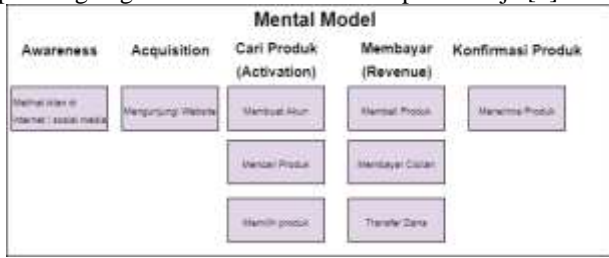 Mental Model
Awareness
Acquisition
Cari Produk
(Activation)
Membayar
(Revenue)
Konfirmasi Produk
Melihat iklan di
internet / sosial media
Mengunjungi Website
Membuat Akun
Membeli Produk
Menerima Produk
Mencari Produk
Membayar Cicilan
Memilih produk
Transfer Dana